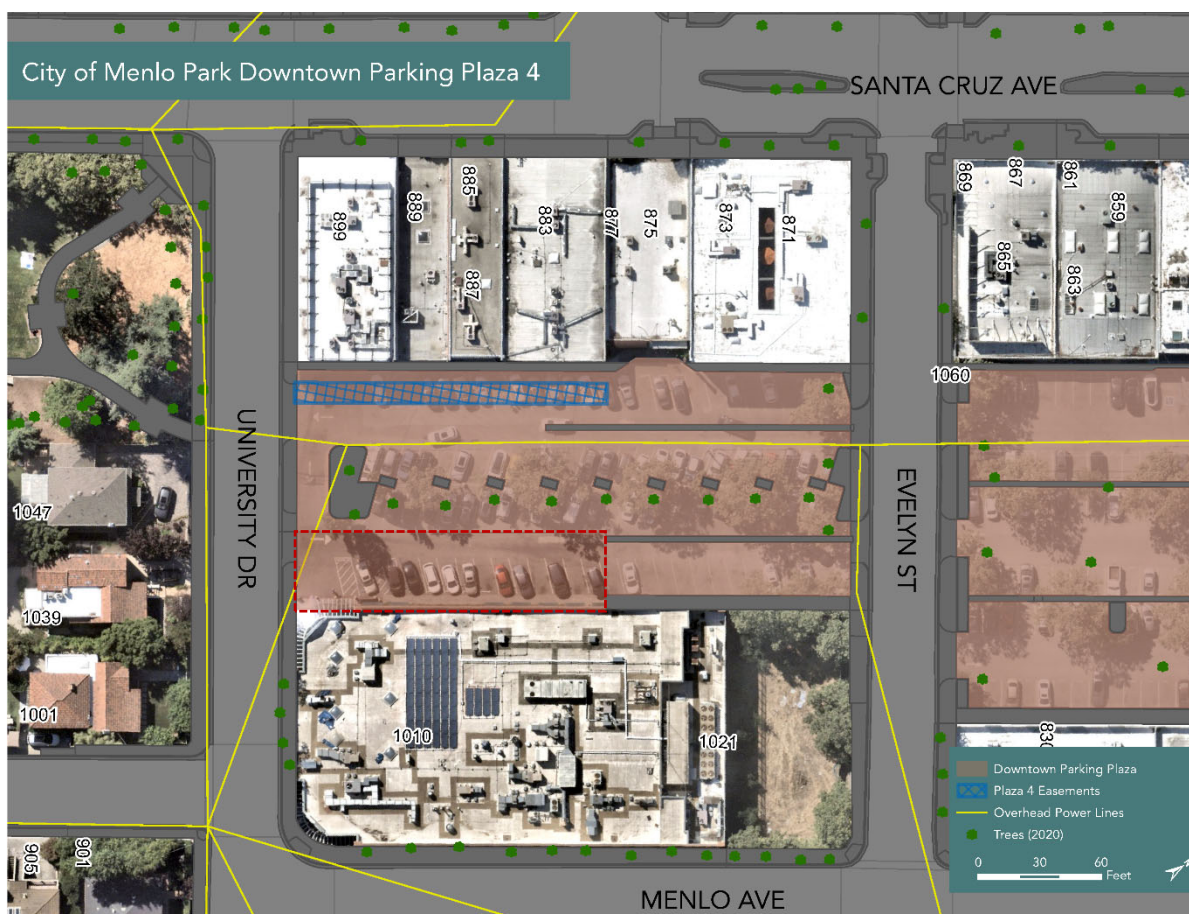 City of Menlo Park Downtown Parking Plaza 4
SANTA CRUZ AVE
899
889
885
887
883
877
875
873
871
869
867
865
861
863
859
1060
UNIVERSITY DR
EVELYN ST
1047
1039
1001
1010
1021
830
905
901
MENLO AVE
Downtown Parking Plaza
Plaza 4 Easements
Overhead Power Lines
Trees (2020)
0 30 60
Feet